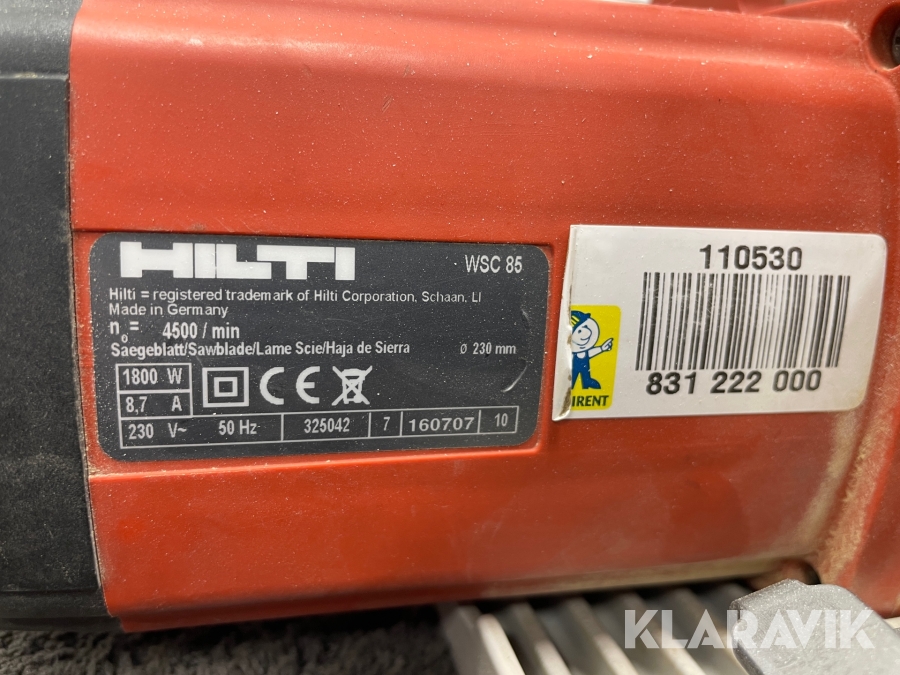 HILTI
WSC 85
Hilti = registered trademark of Hilti Corporation, Schaan, LI
Made in Germany
n₀ = 4500 / min
Saegeblatt/Sawblade/Lame Scie/Haja de Sierra ø 230 mm
1800 W
8,7 A
CE
230 V~ 50 Hz 325042 7 160707 10
110530
831 222 000
IRENT
KLARAVIK